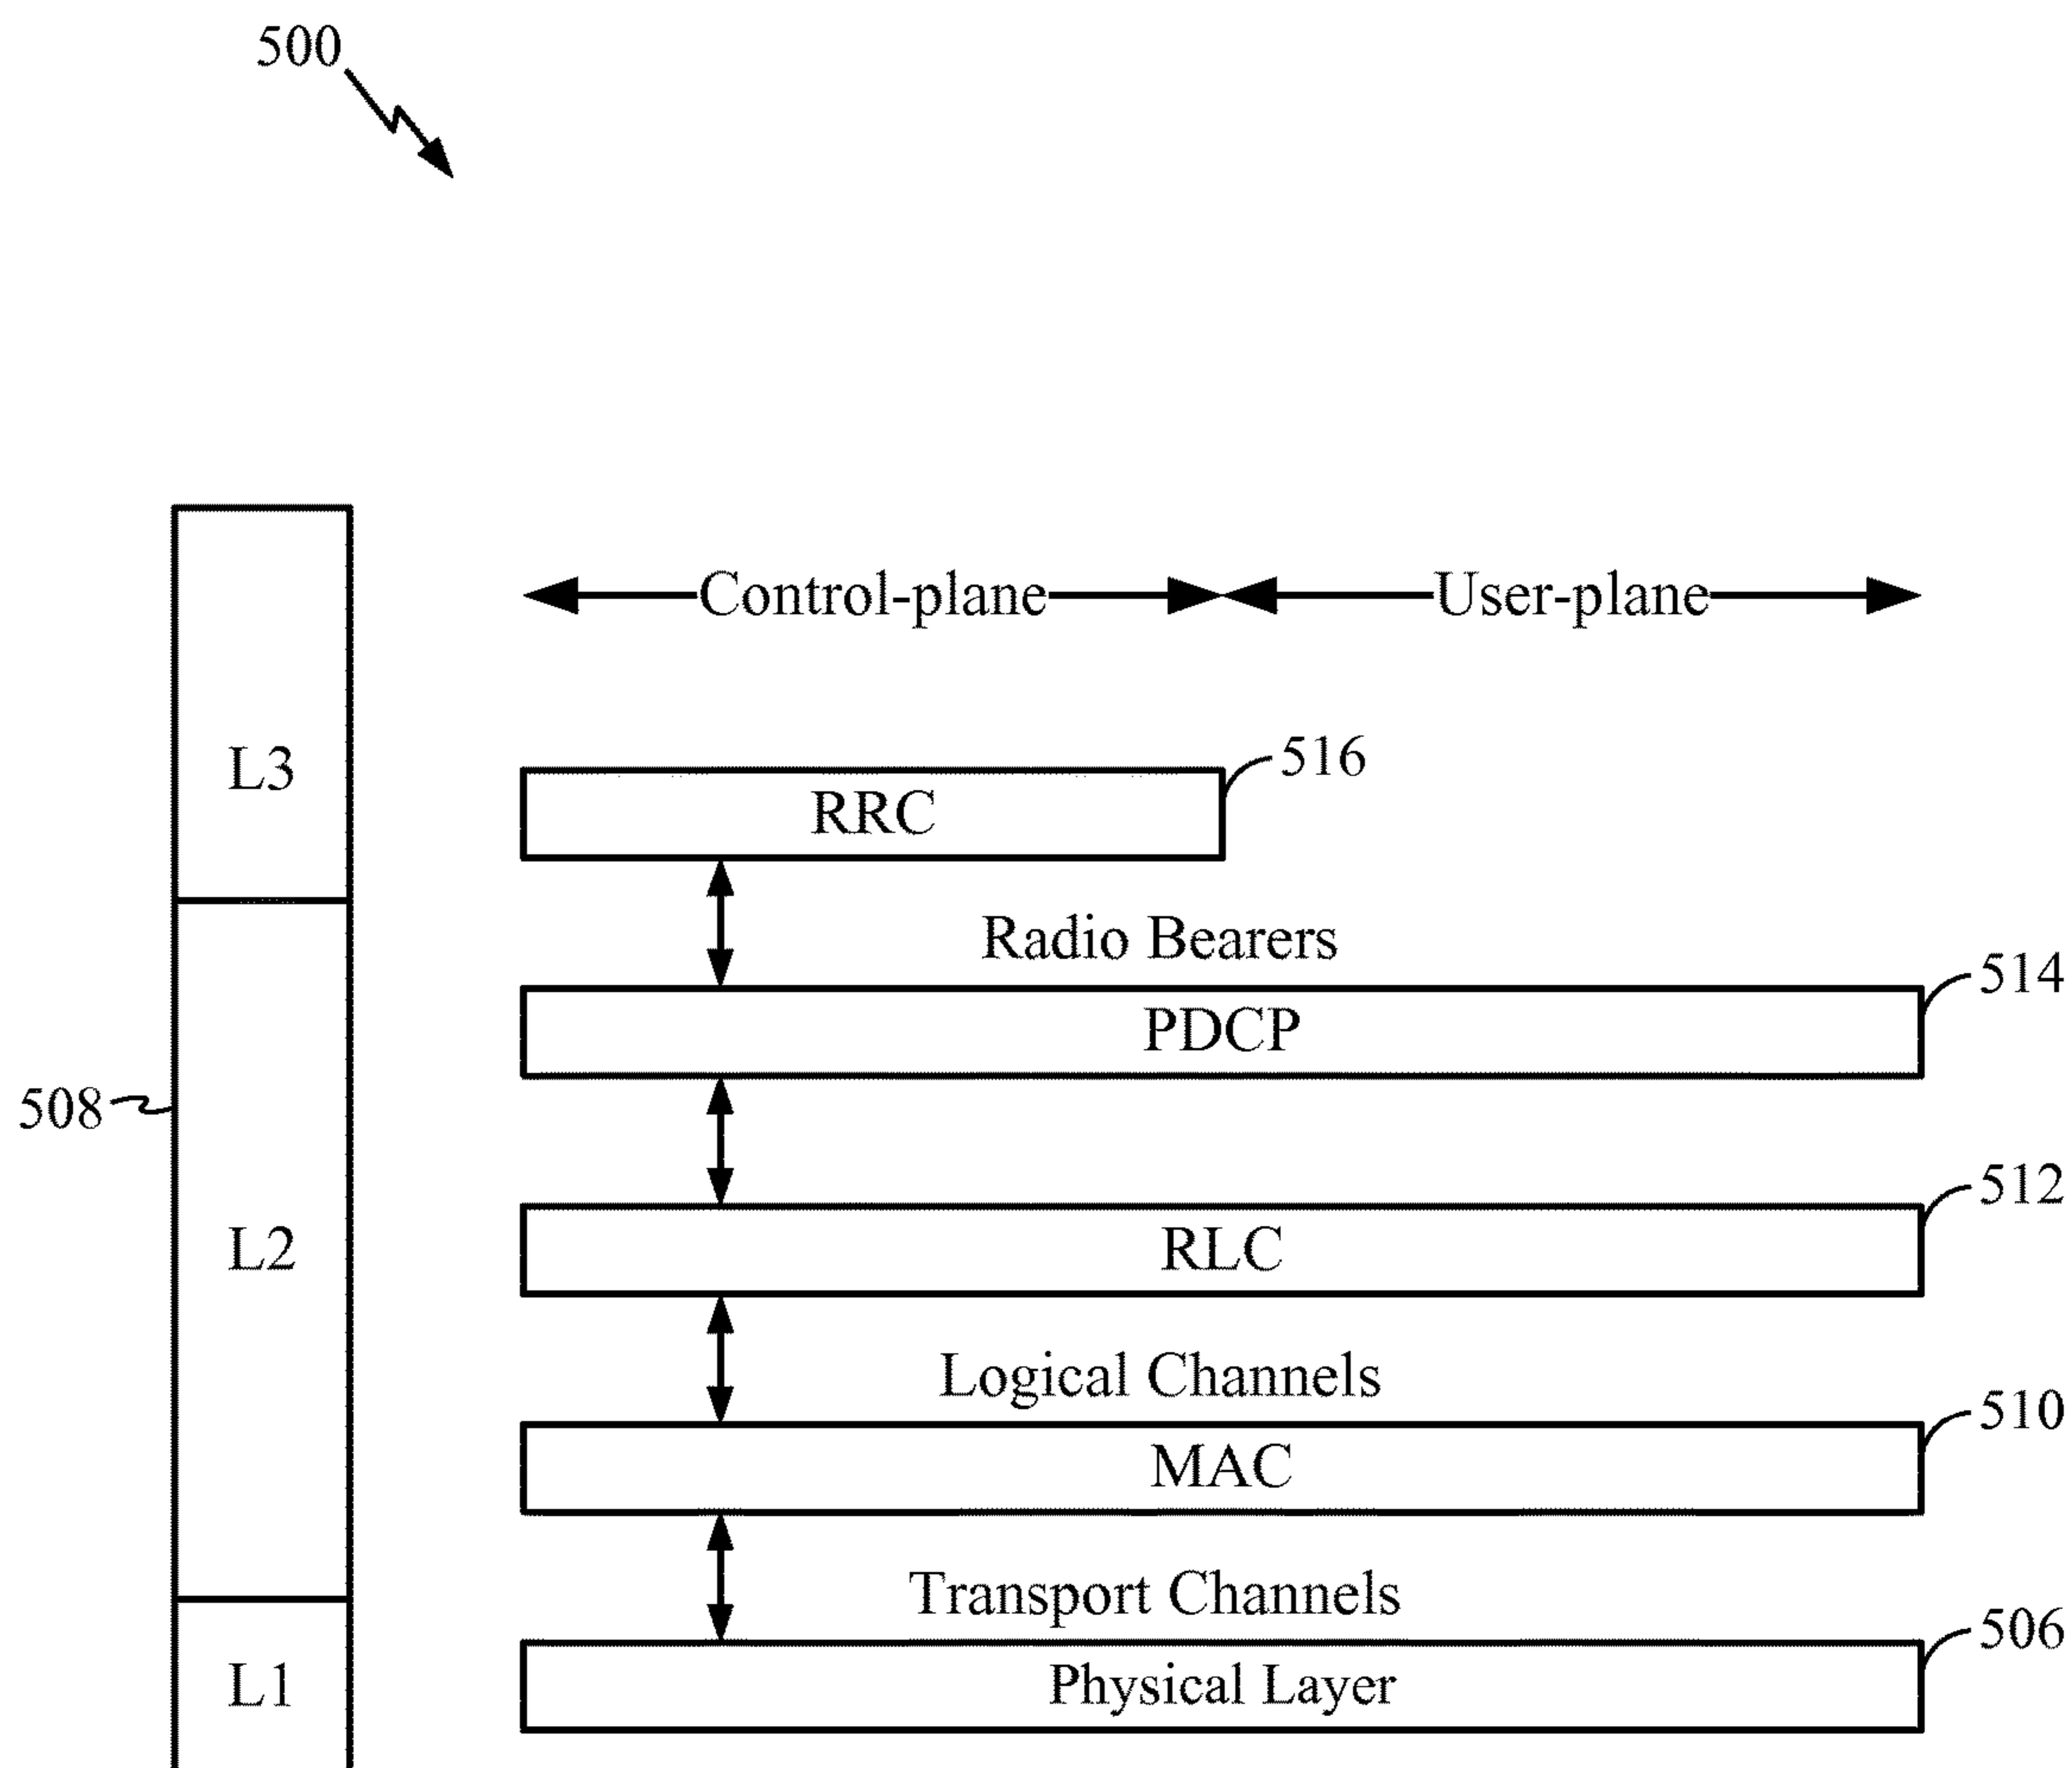 500
Control-plane User-plane
L3
516
RRC
Radio Bearers
514
PDCP
508
512
L2
RLC
Logical Channels
510
MAC
Transport Channels
506
L1
Physical Layer